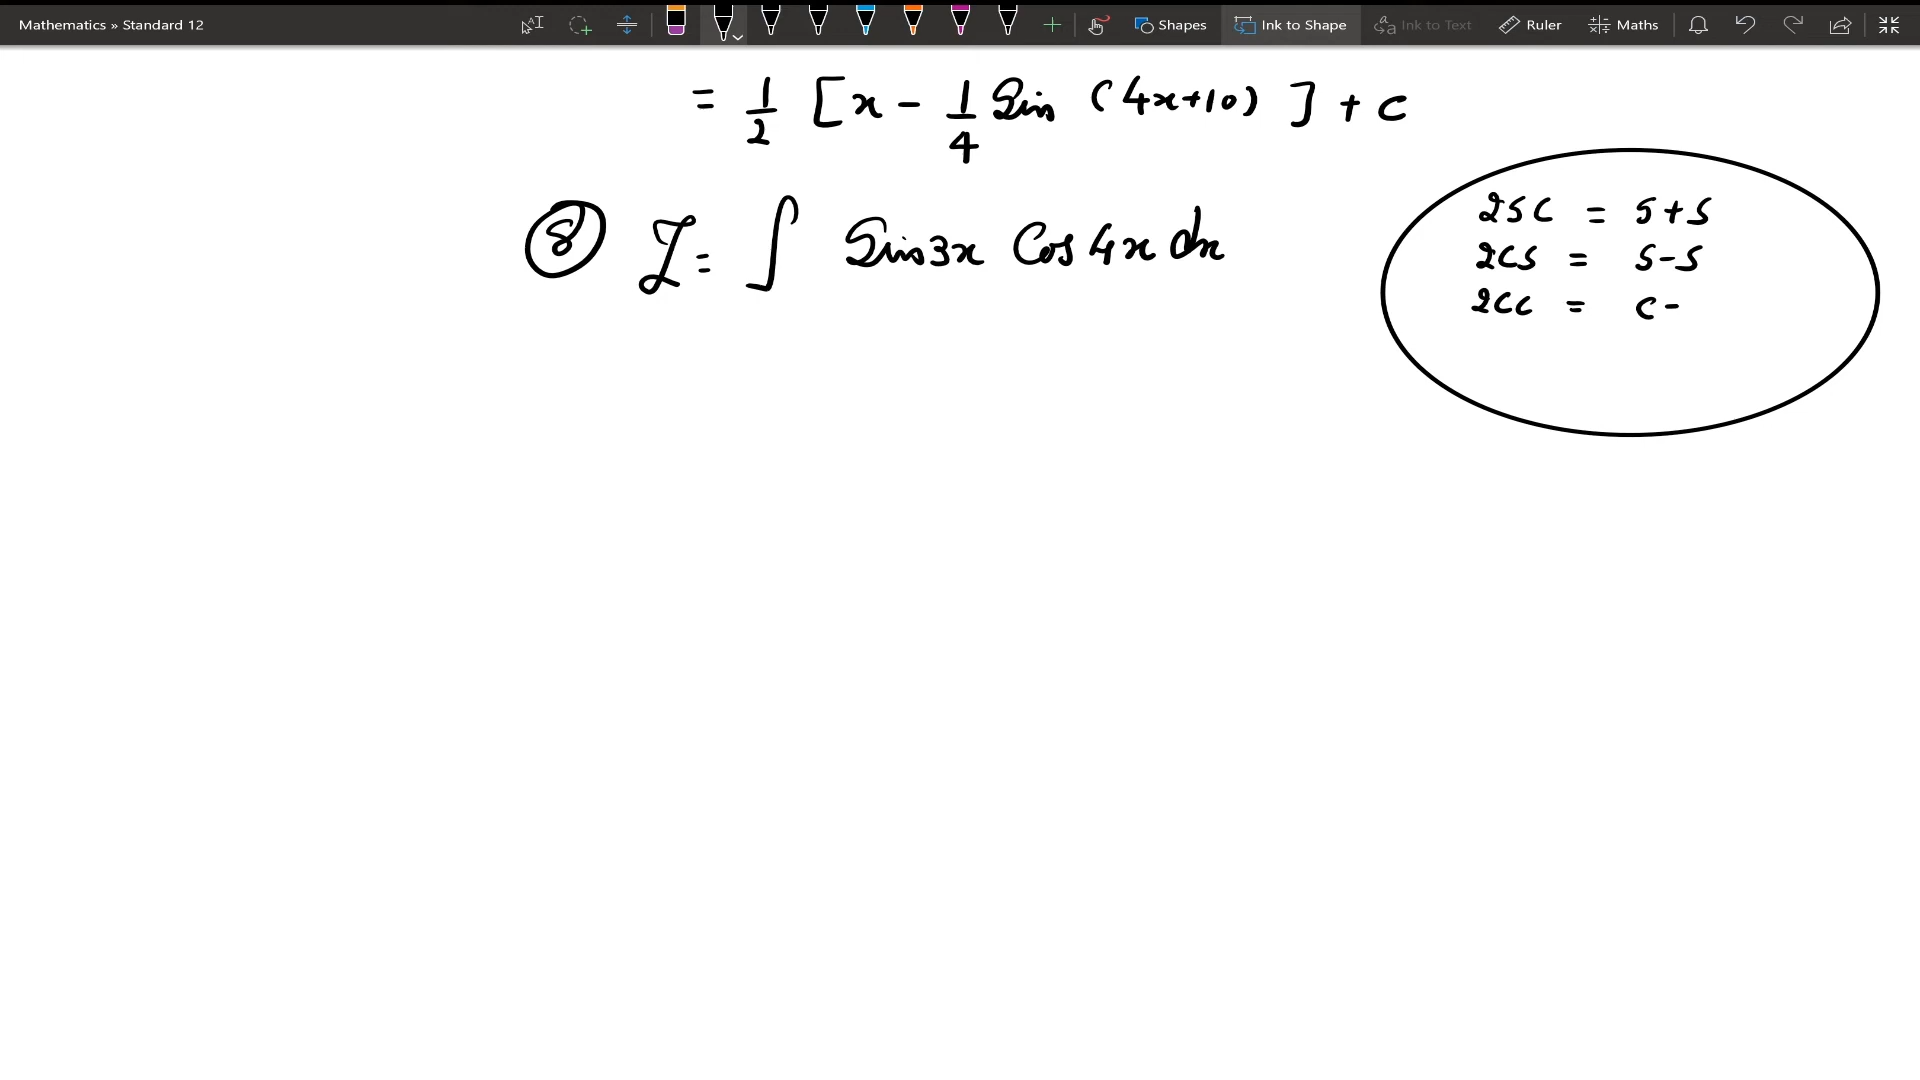 Mathematics » Standard 12
Shapes Ink to Shape Ink to Text Ruler Maths
= 1/2 [x - 1/4 Sin (4x+10)] + c
8 I = ∫ Sin3x Cos4x dx
2SC = S+S
2CS = S-S
2CC = C-